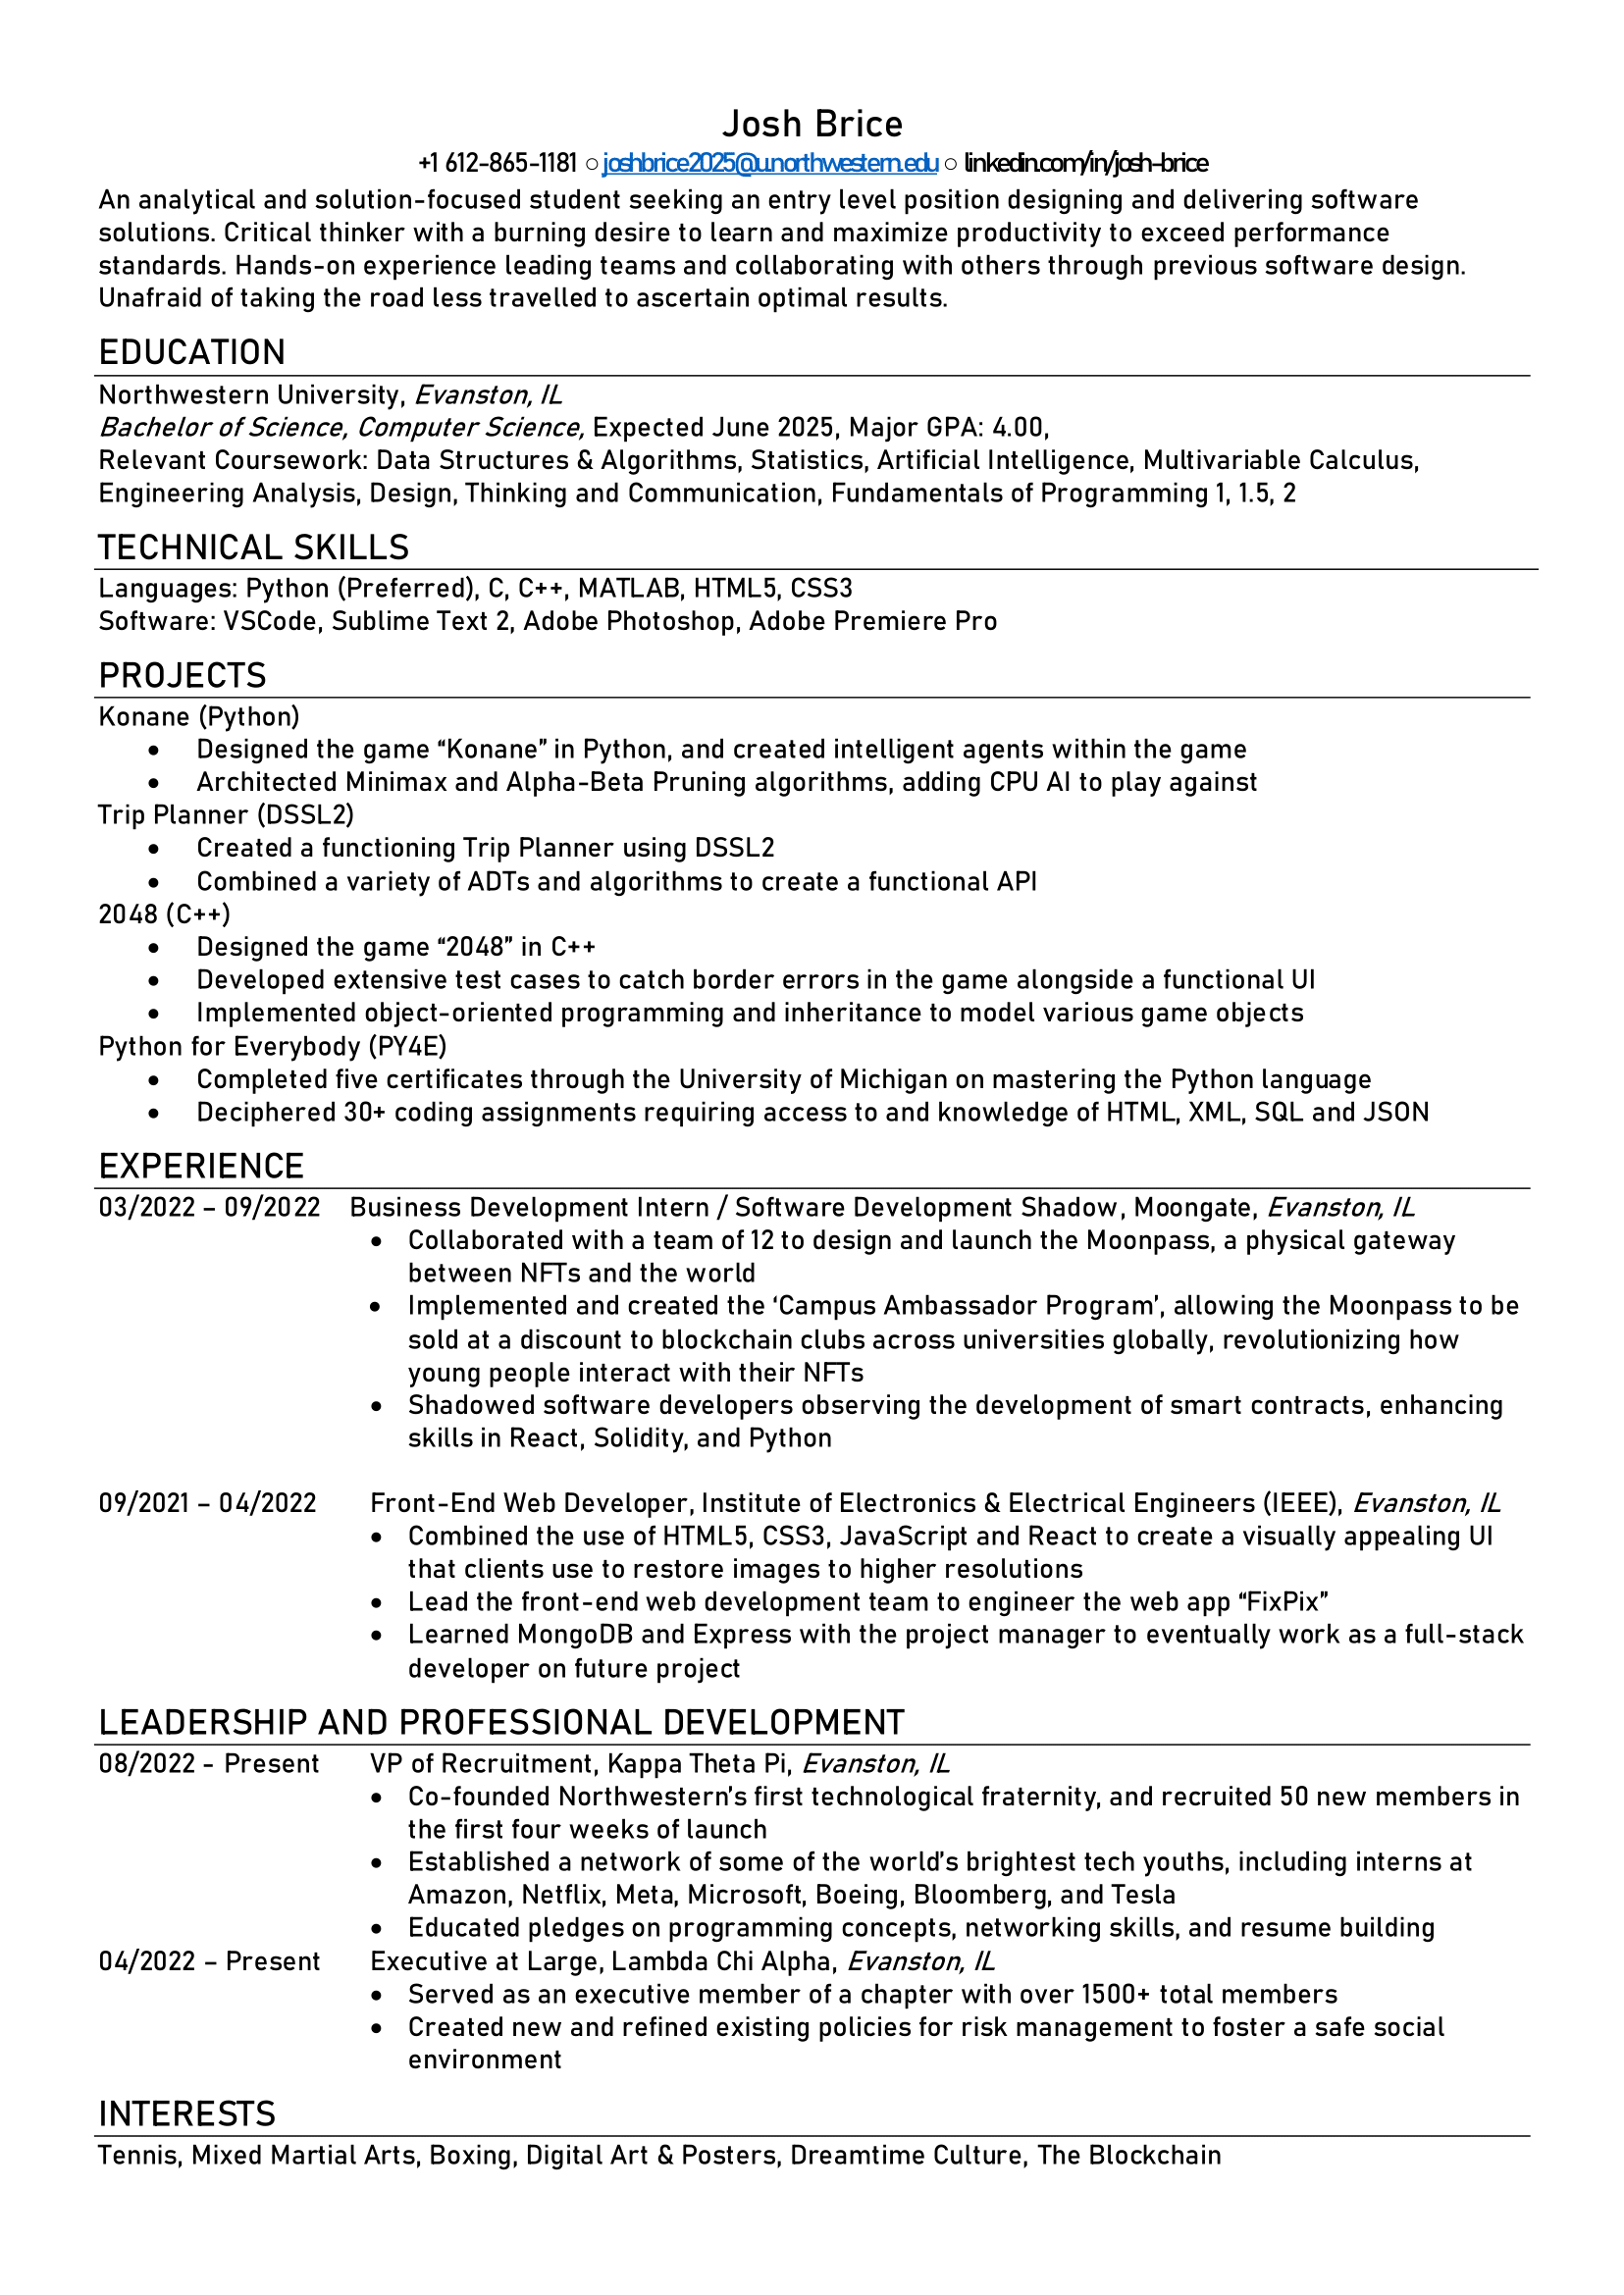 Josh Brice
+1 612-865-1181 ○ joshbrice2025@u.northwestern.edu ○ linkedin.com/in/josh-brice
An analytical and solution-focused student seeking an entry level position designing and delivering software
solutions. Critical thinker with a burning desire to learn and maximize productivity to exceed performance
standards. Hands-on experience leading teams and collaborating with others through previous software design.
Unafraid of taking the road less travelled to ascertain optimal results.
EDUCATION
Northwestern University, Evanston, IL
Bachelor of Science, Computer Science, Expected June 2025, Major GPA: 4.00,
Relevant Coursework: Data Structures & Algorithms, Statistics, Artificial Intelligence, Multivariable Calculus,
Engineering Analysis, Design, Thinking and Communication, Fundamentals of Programming 1, 1.5, 2
TECHNICAL SKILLS
Languages: Python (Preferred), C, C++, MATLAB, HTML5, CSS3
Software: VSCode, Sublime Text 2, Adobe Photoshop, Adobe Premiere Pro
PROJECTS
Konane (Python)
• Designed the game “Konane” in Python, and created intelligent agents within the game
• Architected Minimax and Alpha-Beta Pruning algorithms, adding CPU AI to play against
Trip Planner (DSSL2)
• Created a functioning Trip Planner using DSSL2
• Combined a variety of ADTs and algorithms to create a functional API
2048 (C++)
• Designed the game “2048” in C++
• Developed extensive test cases to catch border errors in the game alongside a functional UI
• Implemented object-oriented programming and inheritance to model various game objects
Python for Everybody (PY4E)
• Completed five certificates through the University of Michigan on mastering the Python language
• Deciphered 30+ coding assignments requiring access to and knowledge of HTML, XML, SQL and JSON
EXPERIENCE
03/2022 – 09/2022 Business Development Intern / Software Development Shadow, Moongate, Evanston, IL
• Collaborated with a team of 12 to design and launch the Moonpass, a physical gateway
between NFTs and the world
• Implemented and created the ‘Campus Ambassador Program’, allowing the Moonpass to be
sold at a discount to blockchain clubs across universities globally, revolutionizing how
young people interact with their NFTs
• Shadowed software developers observing the development of smart contracts, enhancing
skills in React, Solidity, and Python
09/2021 – 04/2022 Front-End Web Developer, Institute of Electronics & Electrical Engineers (IEEE), Evanston, IL
• Combined the use of HTML5, CSS3, JavaScript and React to create a visually appealing UI
that clients use to restore images to higher resolutions
• Lead the front-end web development team to engineer the web app “FixPix”
• Learned MongoDB and Express with the project manager to eventually work as a full-stack
developer on future project
LEADERSHIP AND PROFESSIONAL DEVELOPMENT
08/2022 - Present VP of Recruitment, Kappa Theta Pi, Evanston, IL
• Co-founded Northwestern’s first technological fraternity, and recruited 50 new members in
the first four weeks of launch
• Established a network of some of the world’s brightest tech youths, including interns at
Amazon, Netflix, Meta, Microsoft, Boeing, Bloomberg, and Tesla
• Educated pledges on programming concepts, networking skills, and resume building
04/2022 – Present Executive at Large, Lambda Chi Alpha, Evanston, IL
• Served as an executive member of a chapter with over 1500+ total members
• Created new and refined existing policies for risk management to foster a safe social
environment
INTERESTS
Tennis, Mixed Martial Arts, Boxing, Digital Art & Posters, Dreamtime Culture, The Blockchain